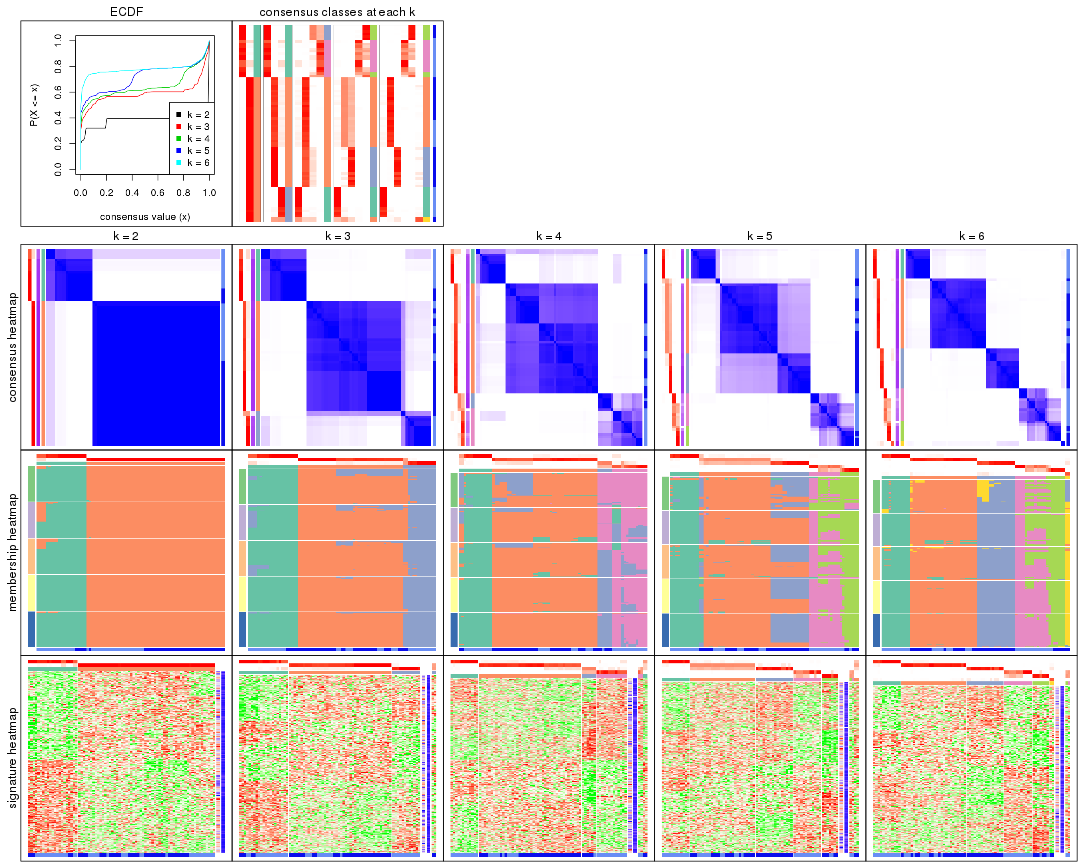 ECDF
consensus classes at each k
P(X <= x)
0.0 0.2 0.4 0.6 0.8 1.0
k = 2
k = 3
k = 4
k = 5
k = 6
0.0 0.2 0.4 0.6 0.8 1.0
consensus value (x)
k = 2
k = 3
k = 4
k = 5
k = 6
consensus heatmap
membership heatmap
signature heatmap